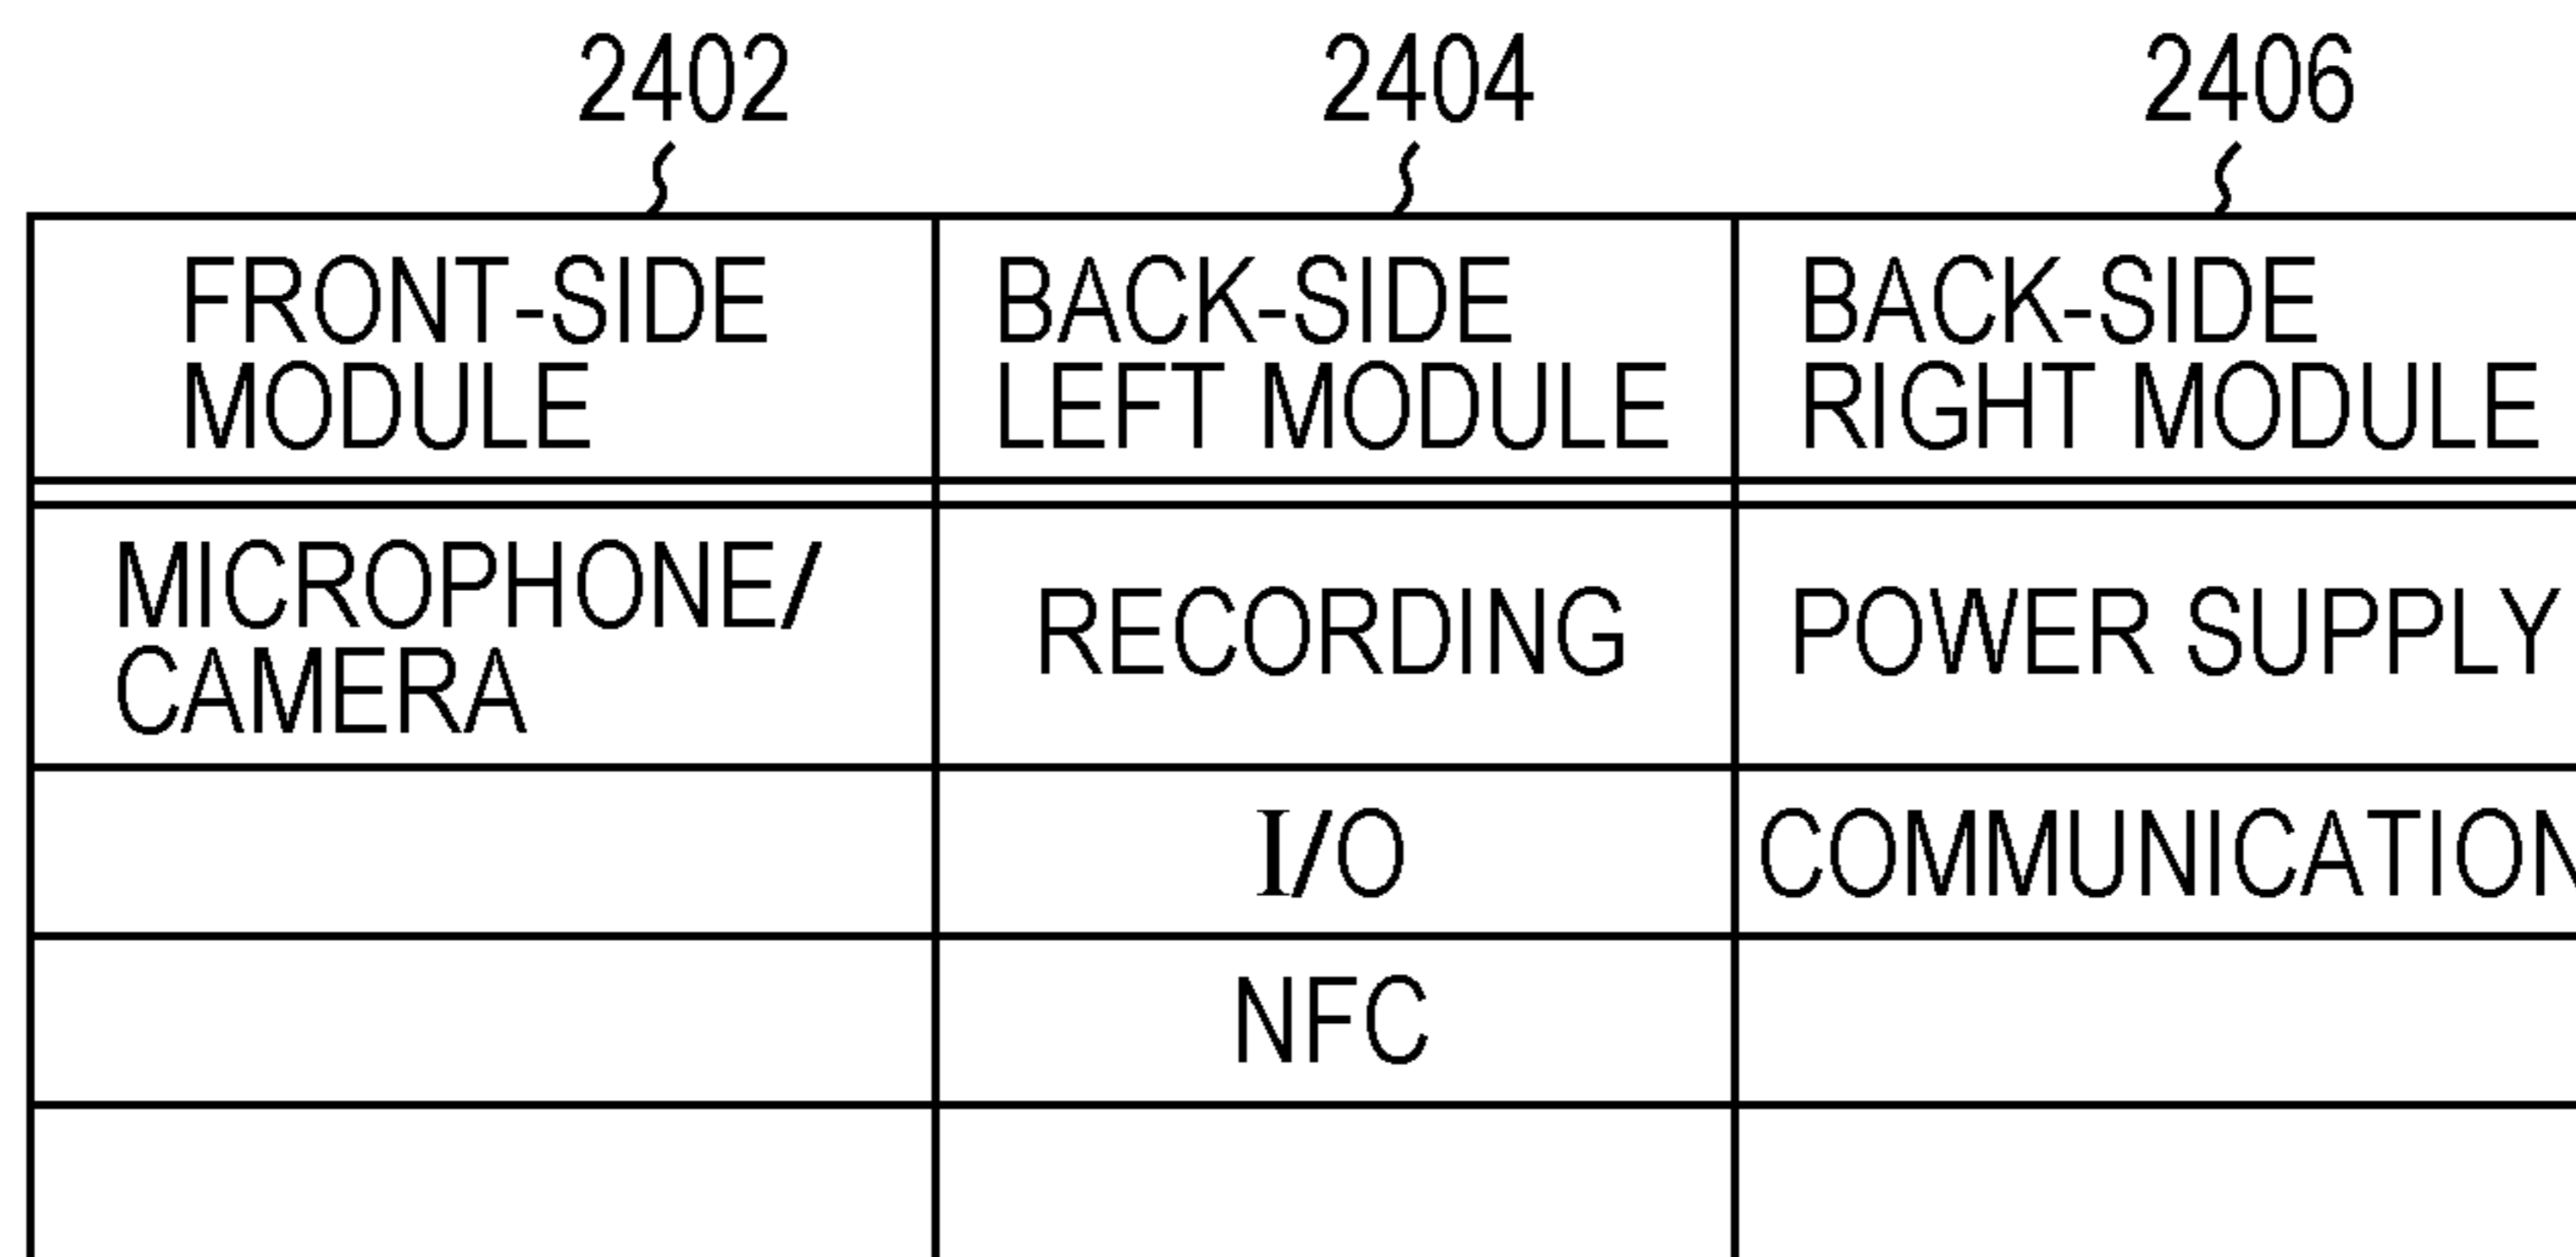 2402 2404 2406
FRONT-SIDE BACK-SIDE BACK-SIDE
MODULE LEFT MODULE RIGHT MODULE
MICROPHONE/
CAMERA RECORDING POWER SUPPLY
I/O COMMUNICATION
NFC